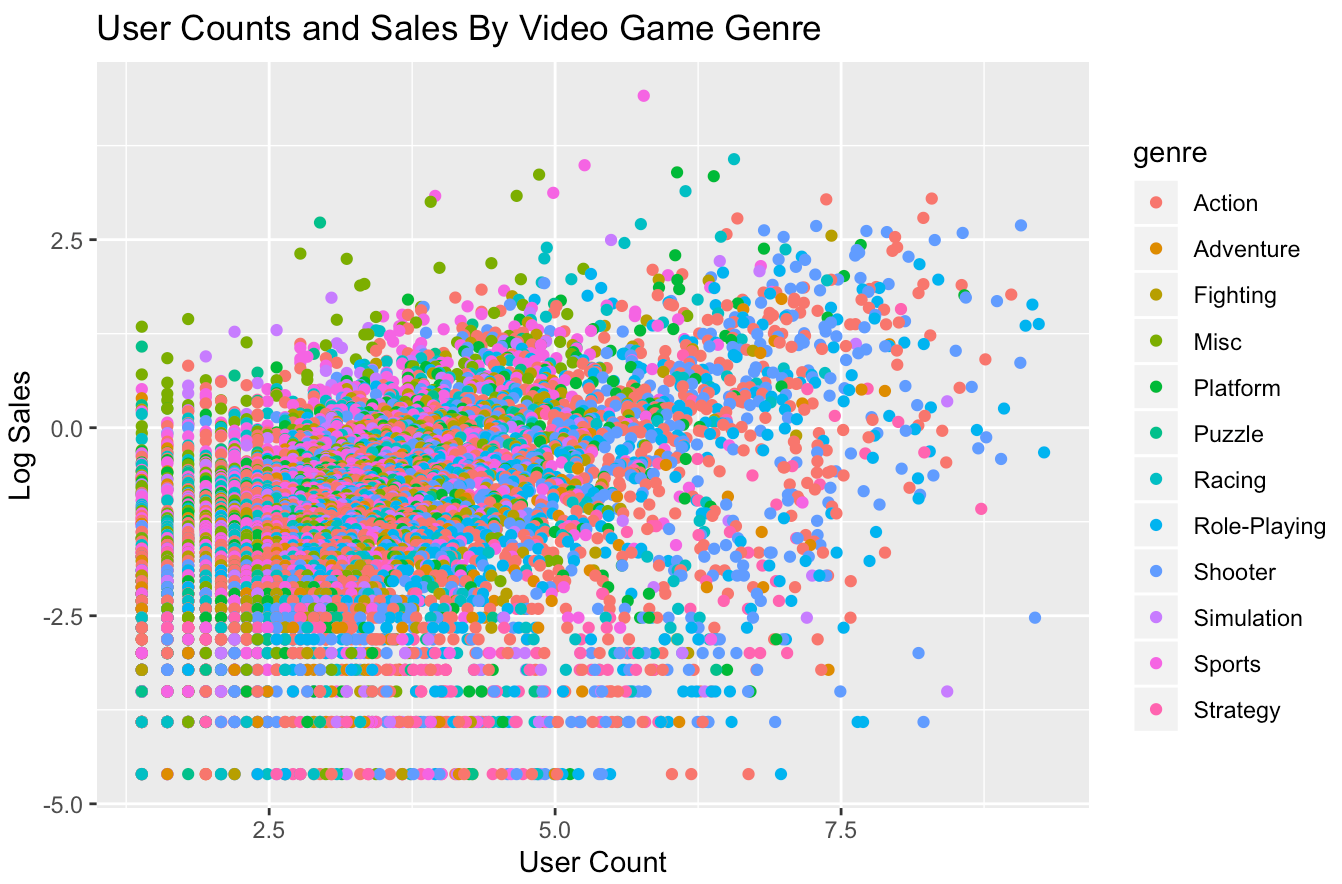 User Counts and Sales By Video Game Genre
Log Sales
2.5
0.0
-2.5
-5.0
2.5
5.0
7.5
User Count
genre
Action
Adventure
Fighting
Misc
Platform
Puzzle
Racing
Role-Playing
Shooter
Simulation
Sports
Strategy